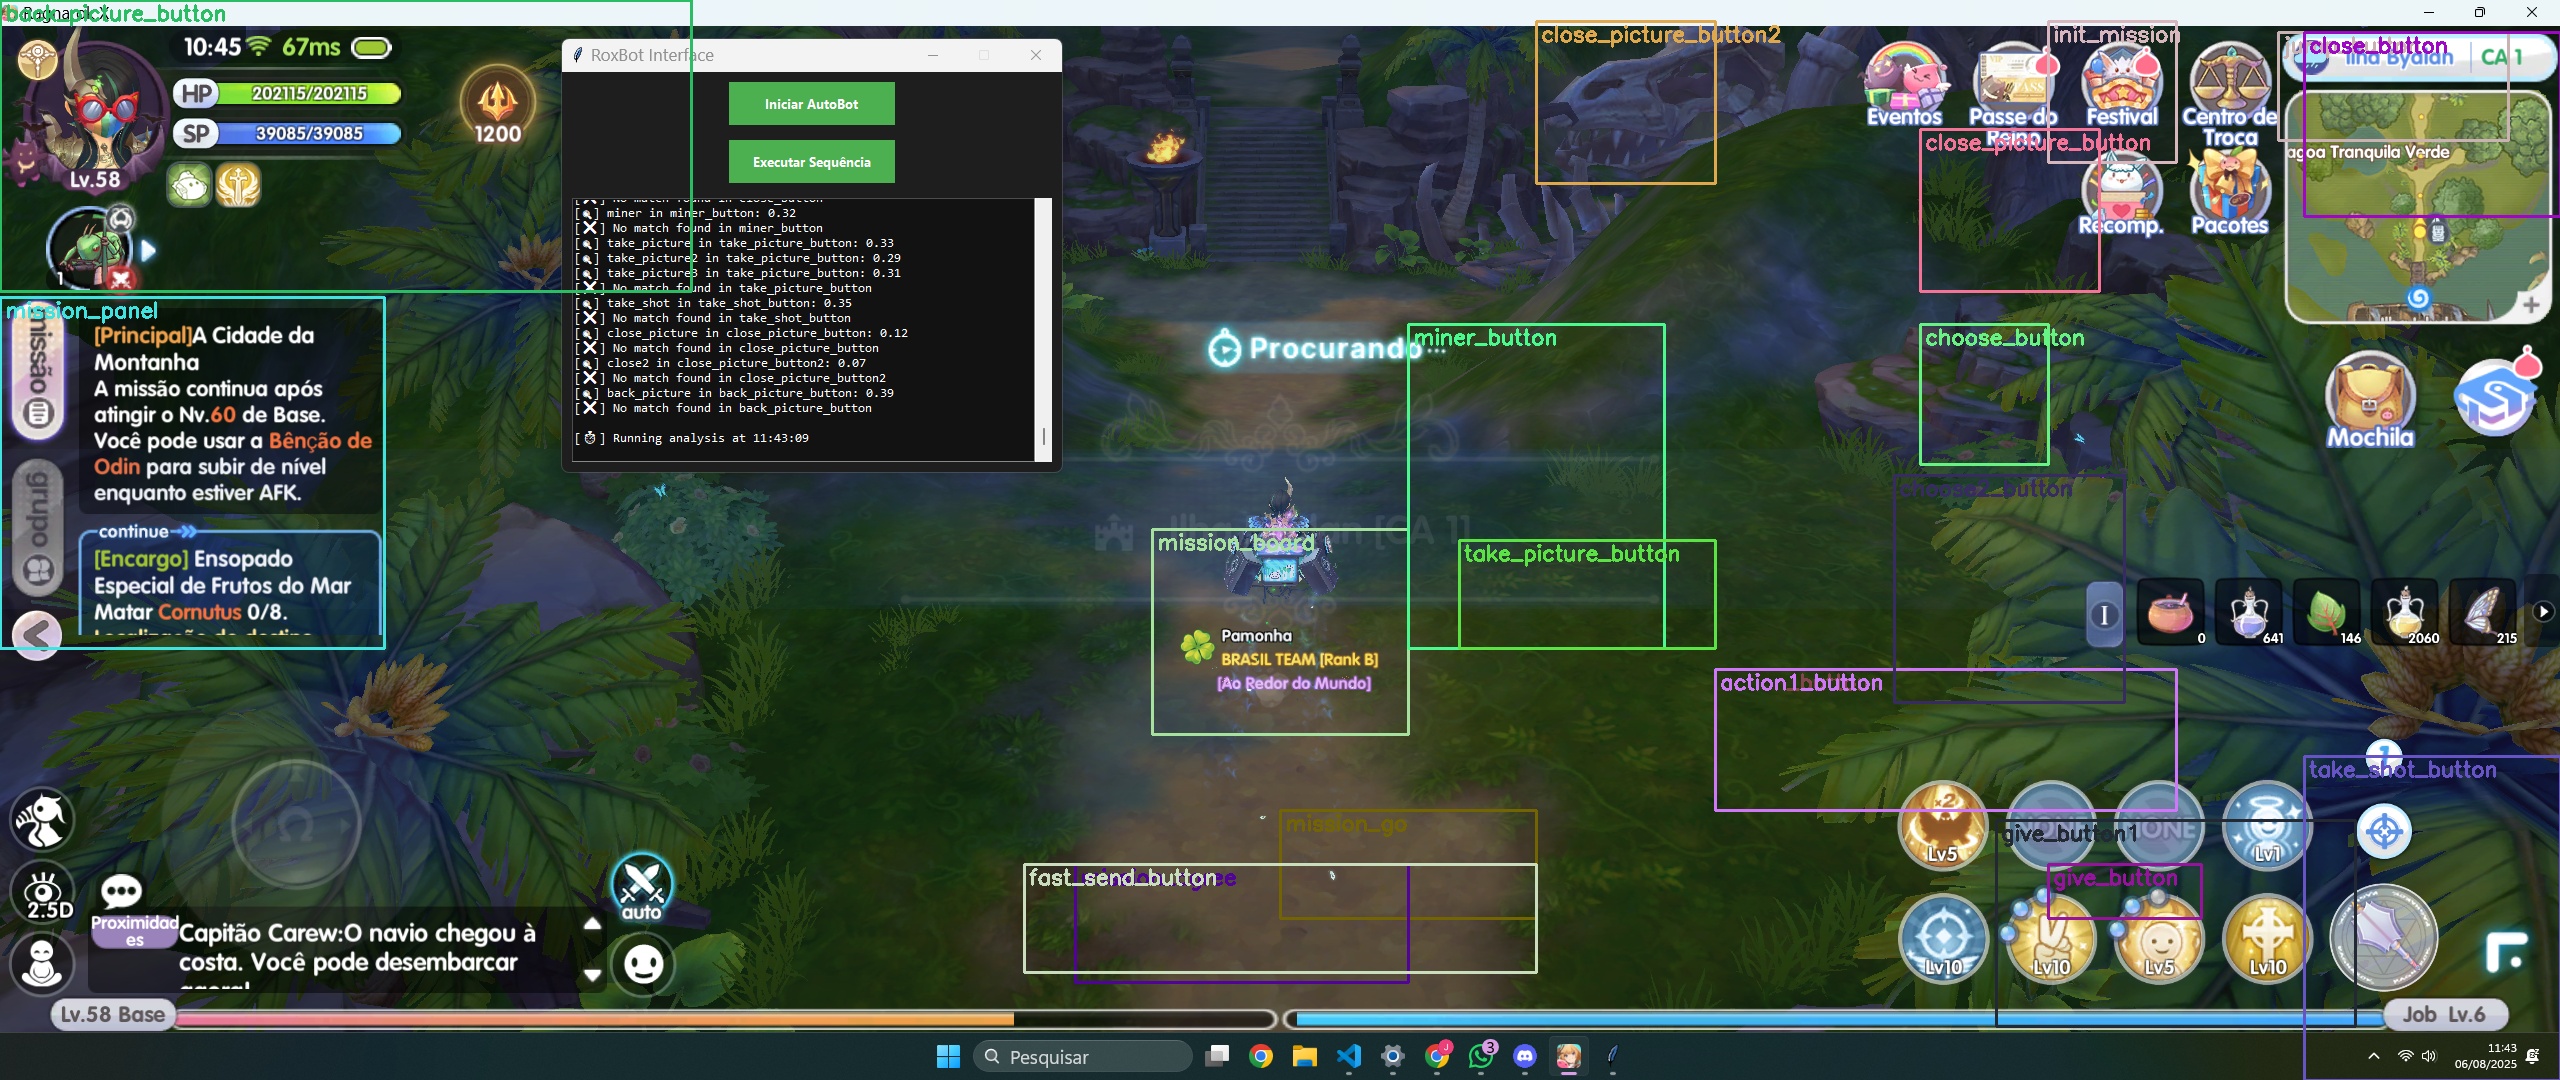 back_picture_button
Ragnarok X
10:45
67ms
HP
202115/202115
SP
39085/39085
1200
Lv.58
1
RoxBot Interface
Iniciar AutoBot
Executar Sequência
No match found in close_button
miner in miner_button: 0.32
[❌] No match found in miner_button
take_picture in take_picture_button: 0.33
take_picture2 in take_picture_button: 0.29
take_picture3 in take_picture_button: 0.31
[❌] No match found in take_picture_button
take_shot in take_shot_button: 0.35
[❌] No match found in take_shot_button
close_picture in close_picture_button: 0.12
[❌] No match found in close_picture_button
close2 in close_picture_button2: 0.07
[❌] No match found in close_picture_button2
back_picture in back_picture_button: 0.39
[❌] No match found in back_picture_button
[⏱] Running analysis at 11:43:09
close_picture_button2
init_mission
close_button
Ilha Byalan
CA 1
Eventos
Passe do Reino
Festival
Centro de Troca
close_picture_button
Recomp.
Pacotes
agoa Tranquila Verde
mission_panel
missão
grupo
[Principal]A Cidade da
Montanha
A missão continua após
atingir o Nv.60 de Base.
Você pode usar a Bênção de
Odin para subir de nível
enquanto estiver AFK.
continue
[Encargo] Ensopado
Especial de Frutos do Mar
Matar Cornutus 0/8.
Procurando...
miner_button
choose_button
Mochila
choose2_button
mission_board
take_picture_button
Pamonha
BRASIL TEAM [Rank B]
[Ao Redor do Mundo]
I
0
641
146
2060
215
action1_button
take_shot_button
mission_go
fast_send_button
give_button1
give_button
Lv5
Lv1
Lv10
Lv10
Lv5
Lv10
2.5D
Proximidad
es
Capitão Carew:O navio chegou à
costa. Você pode desembarcar
auto
Lv.58 Base
Job Lv.6
Pesquisar
3
11:43
06/08/2025